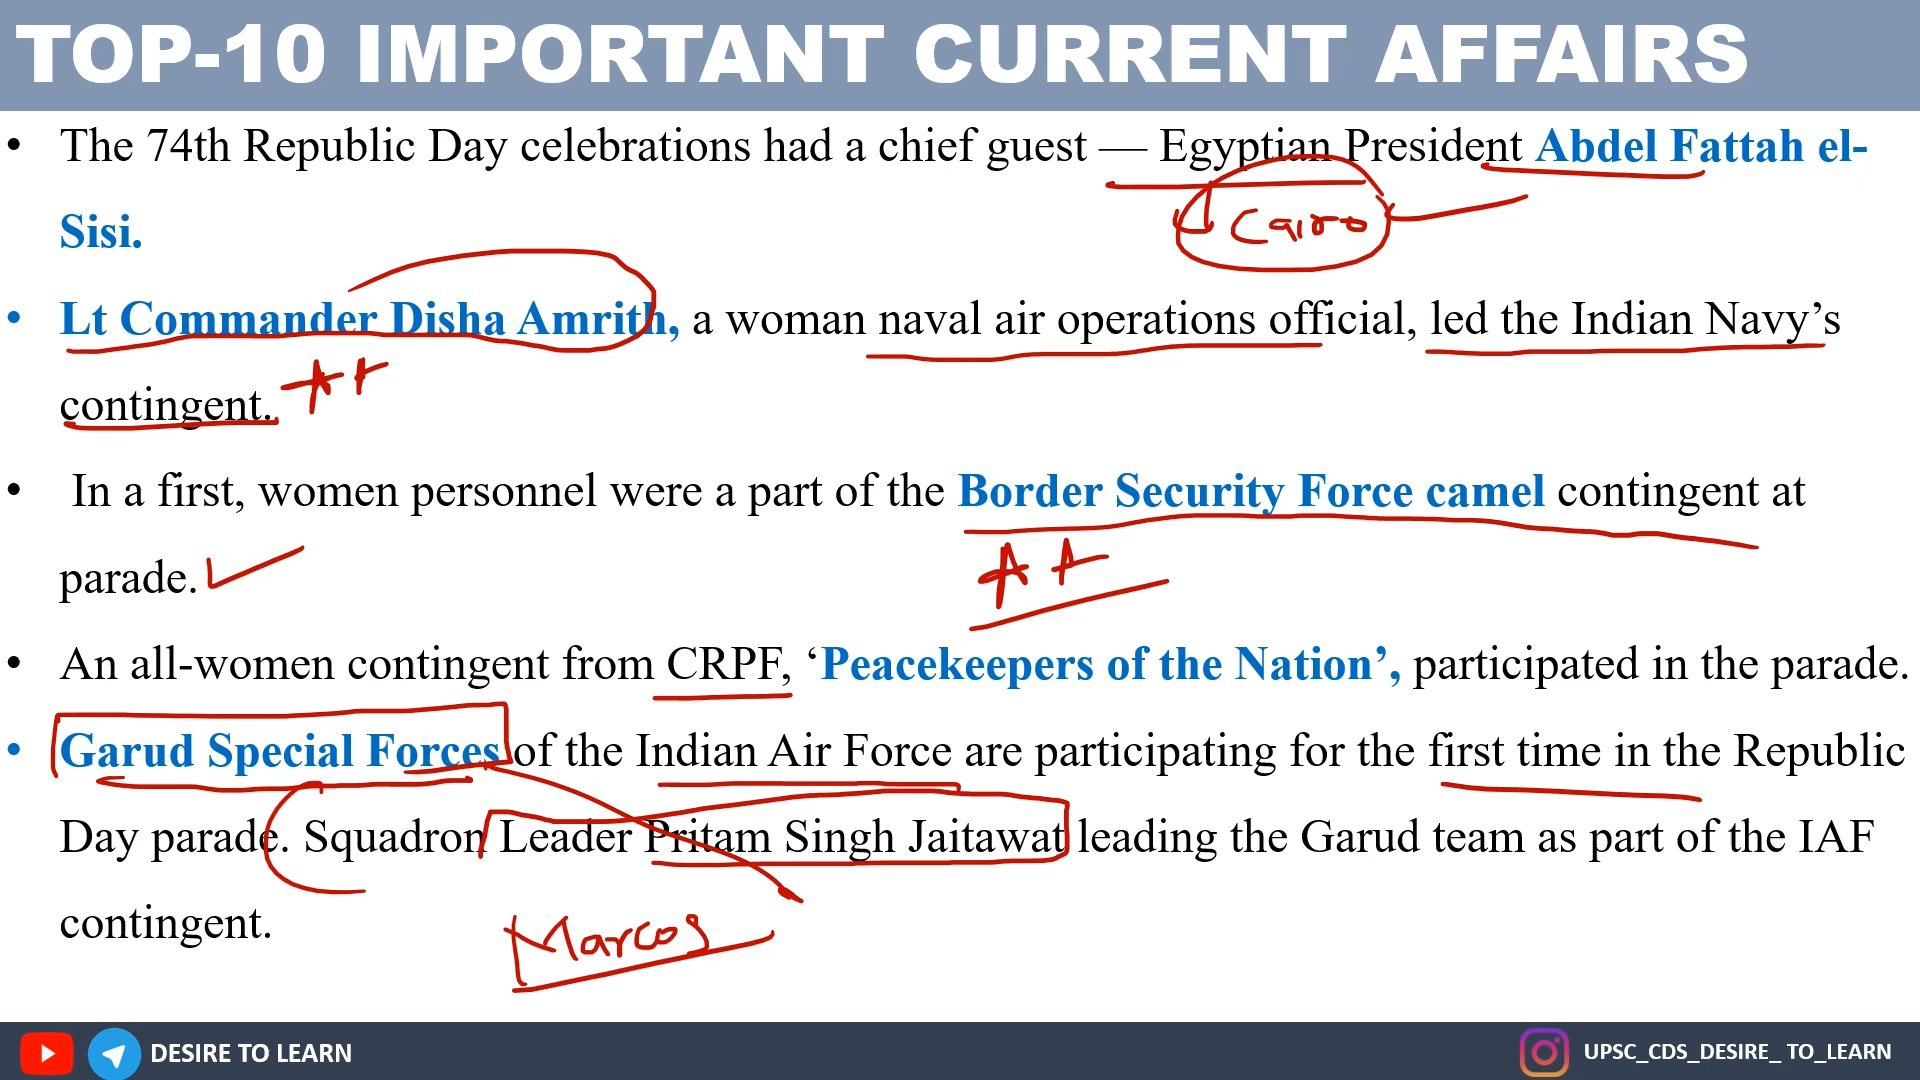 TOP-10 IMPORTANT CURRENT AFFAIRS
• The 74th Republic Day celebrations had a chief guest — Egyptian President Abdel Fattah el-
Sisi.
Cairo
• Lt Commander Disha Amrith, a woman naval air operations official, led the Indian Navy’s
contingent.
• In a first, women personnel were a part of the Border Security Force camel contingent at
parade.
• An all-women contingent from CRPF, ‘Peacekeepers of the Nation’, participated in the parade.
• Garud Special Forces of the Indian Air Force are participating for the first time in the Republic
Day parade. Squadron Leader Pritam Singh Jaitawat leading the Garud team as part of the IAF
contingent.
Marcos
DESIRE TO LEARN
UPSC_CDS_DESIRE_ TO_LEARN